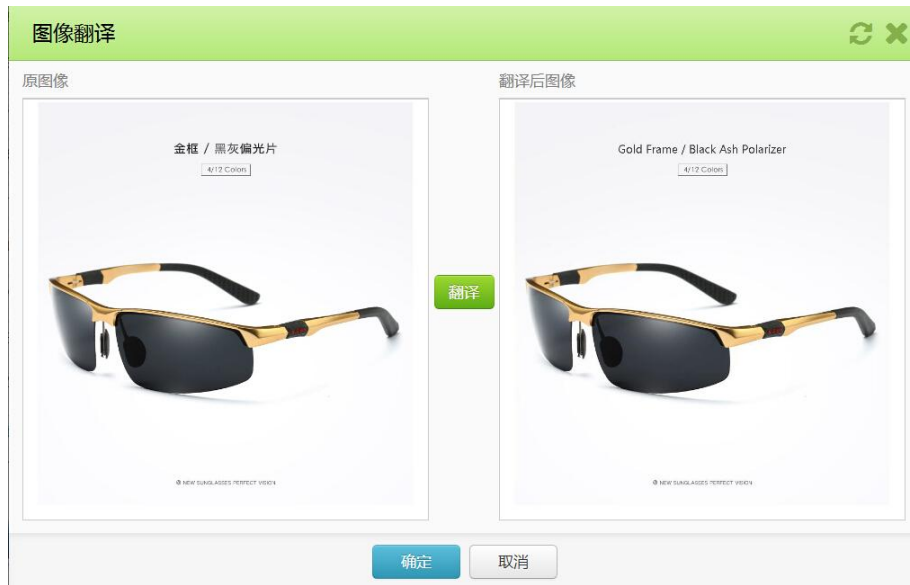 图像翻译
原图像
翻译后图像
金框 / 黑灰偏光片
4/12 Colors
Gold Frame / Black Ash Polarizer
4/12 Colors
翻译
NEW SUNGLASSES PERFECT VISION
NEW SUNGLASSES PERFECT VISION
确定
取消